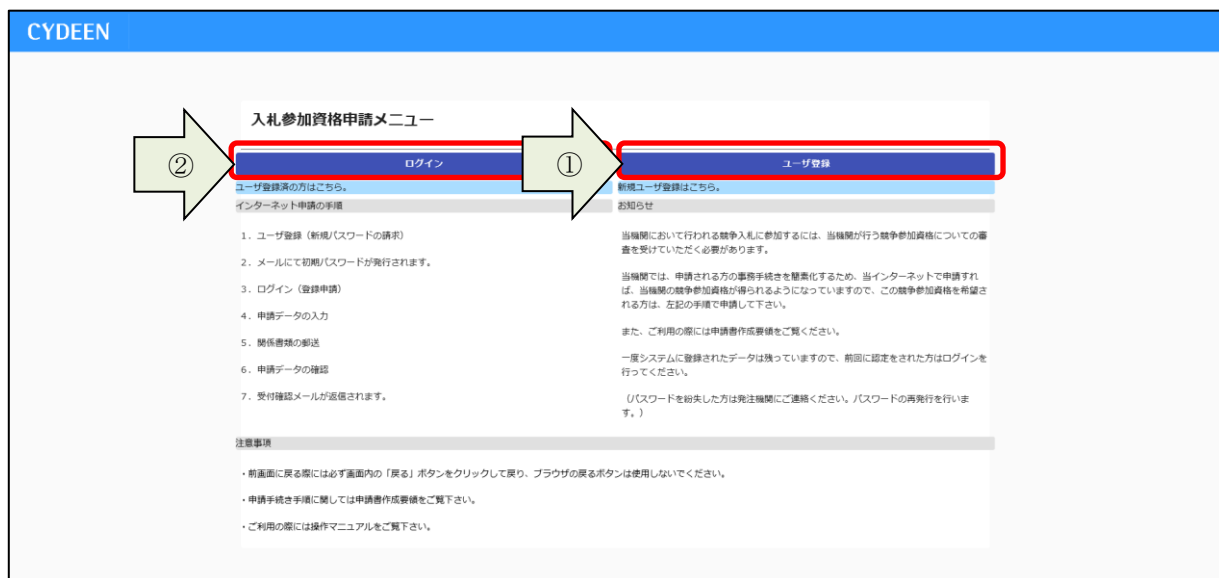 CYDEEN
入札参加資格申請メニュー
②
ログイン
①
ユーザ登録
ユーザ登録済の方はこちら。
新規ユーザ登録はこちら。
インターネット申請の手順
1. ユーザ登録（新規パスワードの請求）
2. メールにて初期パスワードが発行されます。
3. ログイン（登録申請）
4. 申請データの入力
5. 関係書類の郵送
6. 申請データの確認
7. 受付確認メールが返信されます。
お知らせ
当機関において行われる競争入札に参加するには、当機関が行う競争参加資格についての審
査を受けていただく必要があります。
当機関では、申請される方の事務手続きを簡素化するため、当インターネットで申請すれ
ば、当機関の競争参加資格が得られるようになっていますので、この競争参加資格を希望さ
れる方は、左記の手順で申請して下さい。
また、ご利用の際には申請書作成要領をご覧ください。
一度システムに登録されたデータは残っていますので、前回に認定をされた方はログインを
行ってください。
（パスワードを紛失した方は発注機関にご連絡ください。パスワードの再発行を行いま
す。）
注意事項
・前画面に戻る際には必ず画面内の「戻る」ボタンをクリックして戻り、ブラウザの戻るボタンは使用しないでください。
・申請手続き手順に関しては申請書作成要領をご覧下さい。
・ご利用の際には操作マニュアルをご覧下さい。